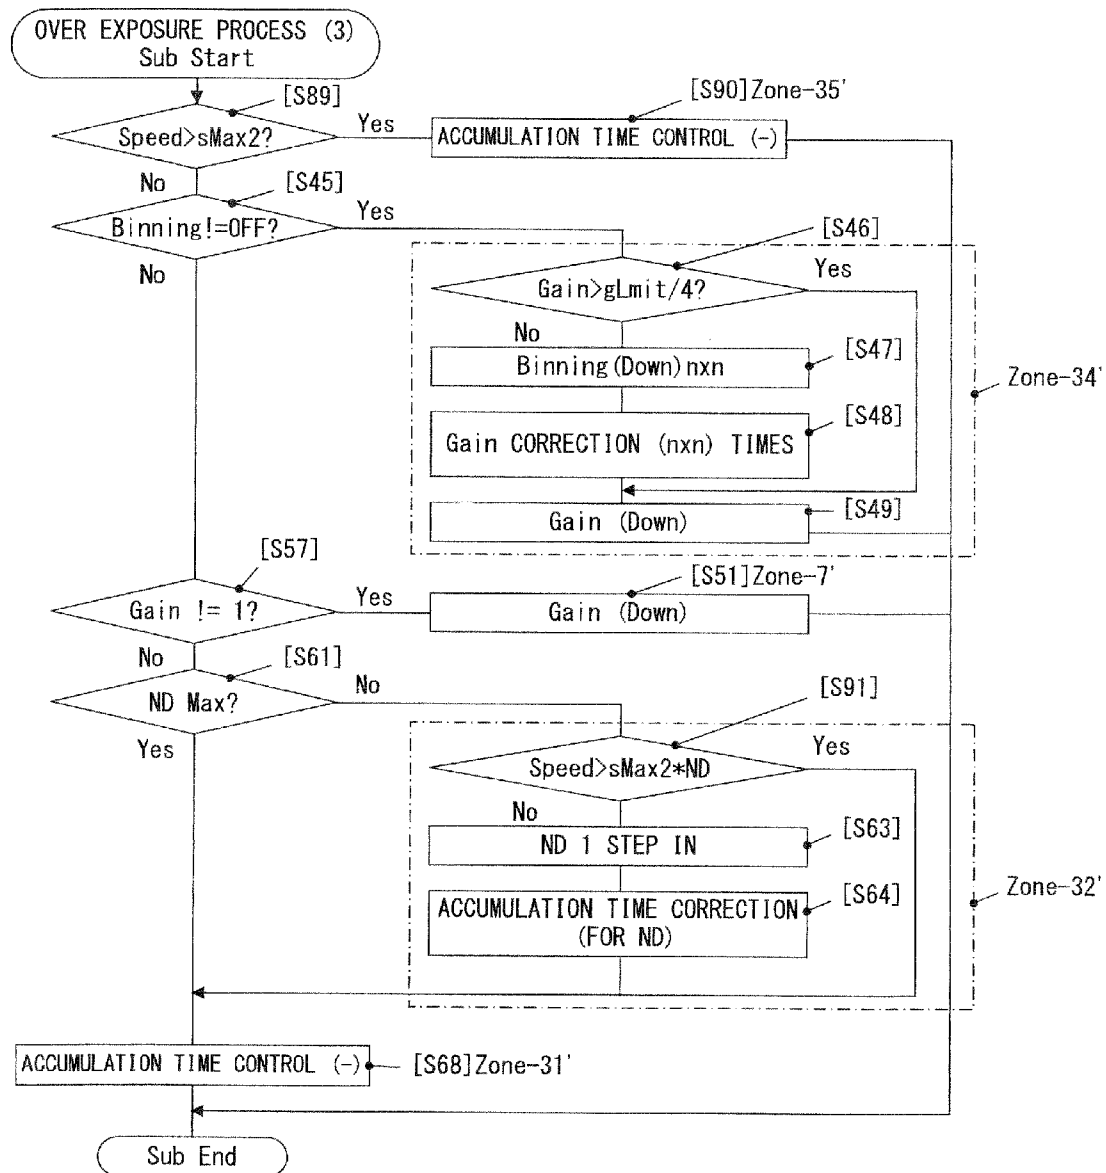 OVER EXPOSURE PROCESS (3)
Sub Start
[S89]
[S90]Zone-35'
Speed>sMax2?
Yes
ACCUMULATION TIME CONTROL (-)
No
[S45]
Binning!=OFF?
Yes
[S46]
No
Gain>gLmit/4?
Yes
No
[S47]
Binning(Down)nxn
Zone-34'
[S48]
Gain CORRECTION (nxn) TIMES
[S49]
Gain (Down)
[S57]
[S51]Zone-7'
Gain != 1?
Yes
Gain (Down)
No
[S61]
ND Max?
No
[S91]
Yes
Speed>sMax2*ND
Yes
No
[S63]
ND 1 STEP IN
[S64]
Zone-32'
ACCUMULATION TIME CORRECTION
(FOR ND)
ACCUMULATION TIME CONTROL (-)
[S68]Zone-31'
Sub End